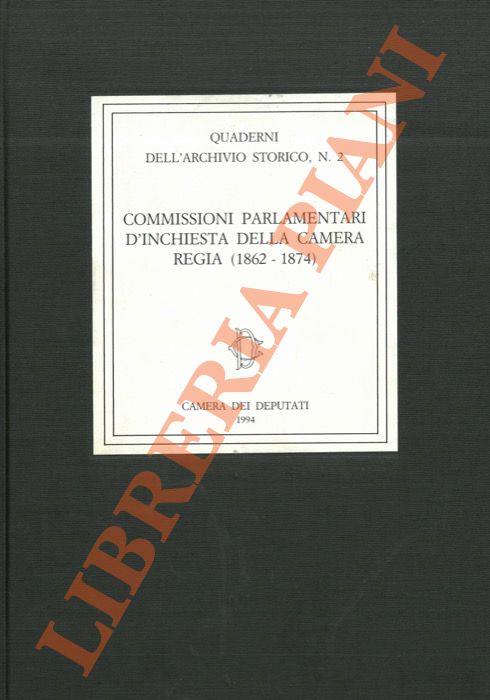 QUADERNI
DELL'ARCHIVIO STORICO, N. 2
COMMISSIONI PARLAMENTARI
D'INCHIESTA DELLA CAMERA
REGIA (1862 - 1874)
CAMERA DEI DEPUTATI
1994
LIBRERIA PIANI